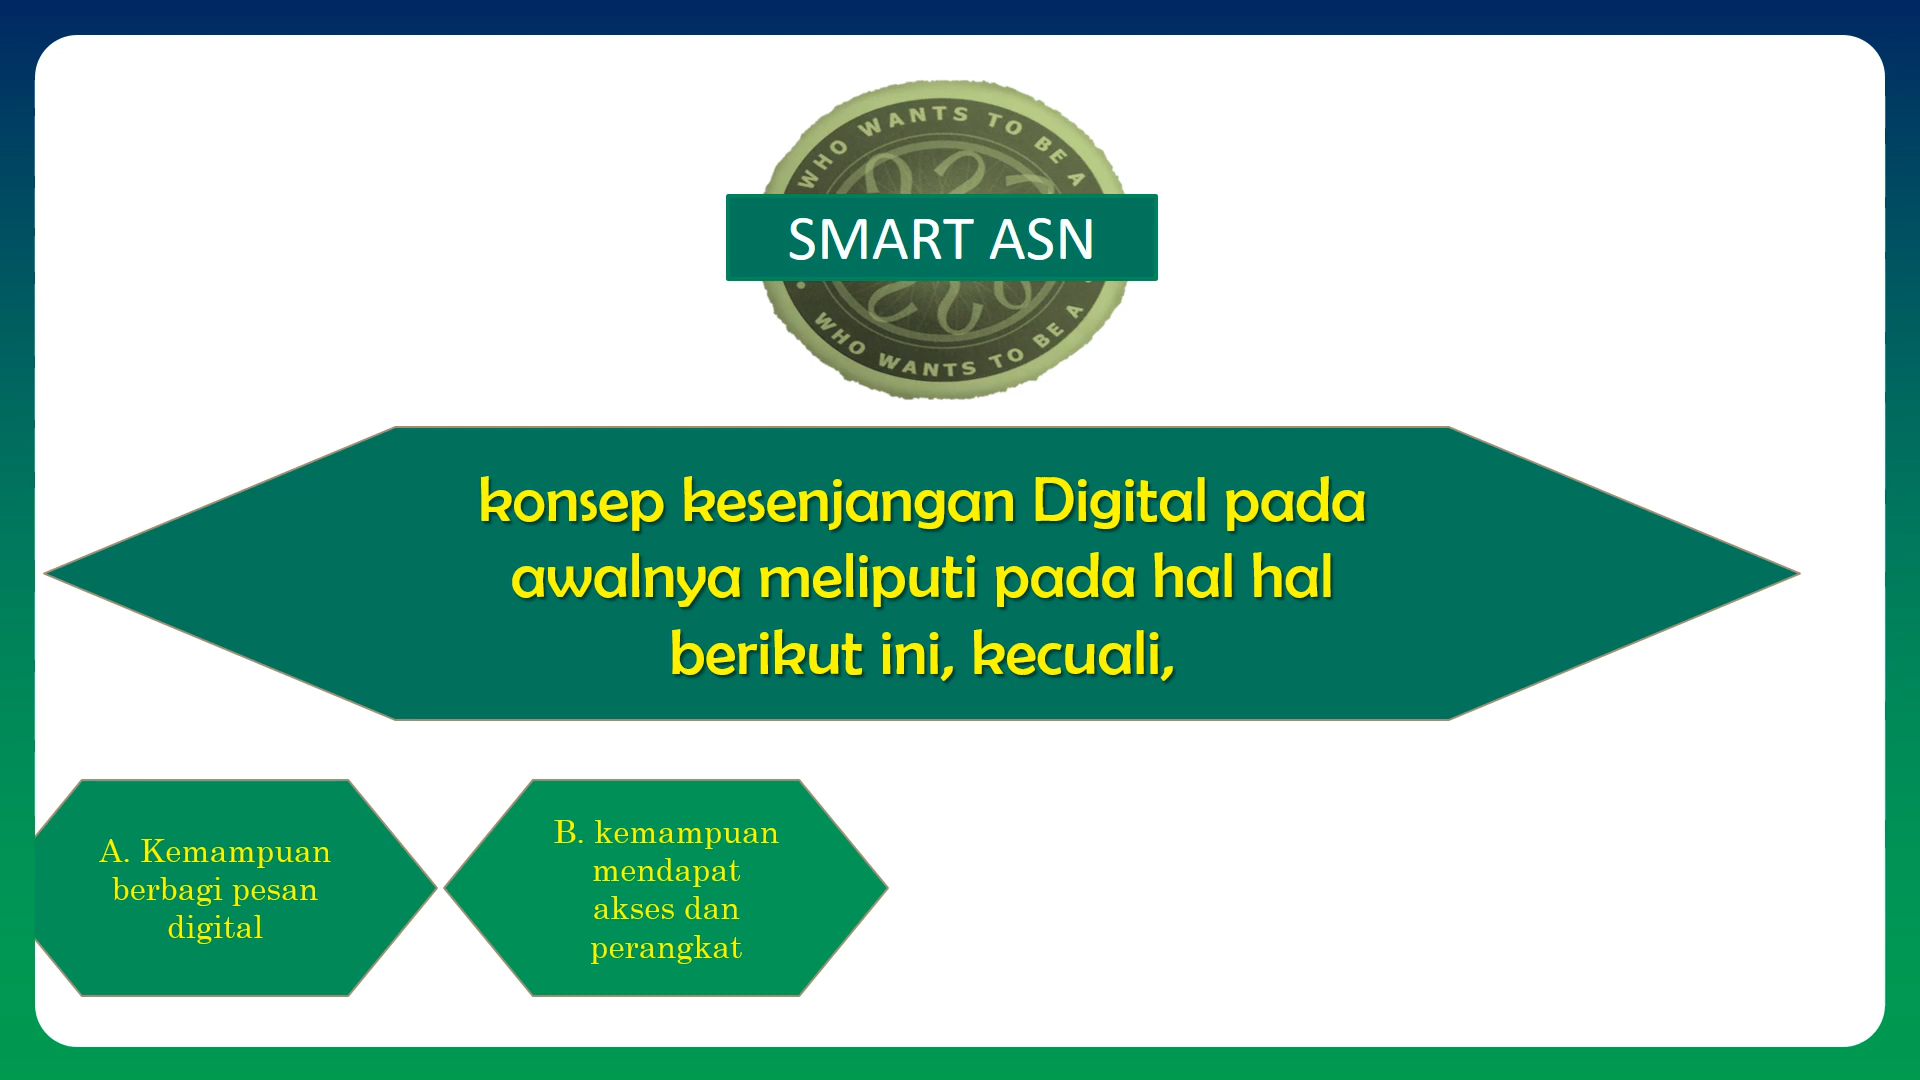 WHO WANTS TO BE A
SMART ASN
WHO WANTS TO BE A
konsep kesenjangan Digital pada
awalnya meliputi pada hal hal
berikut ini, kecuali,
A. Kemampuan
berbagi pesan
digital
B. kemampuan
mendapat
akses dan
perangkat